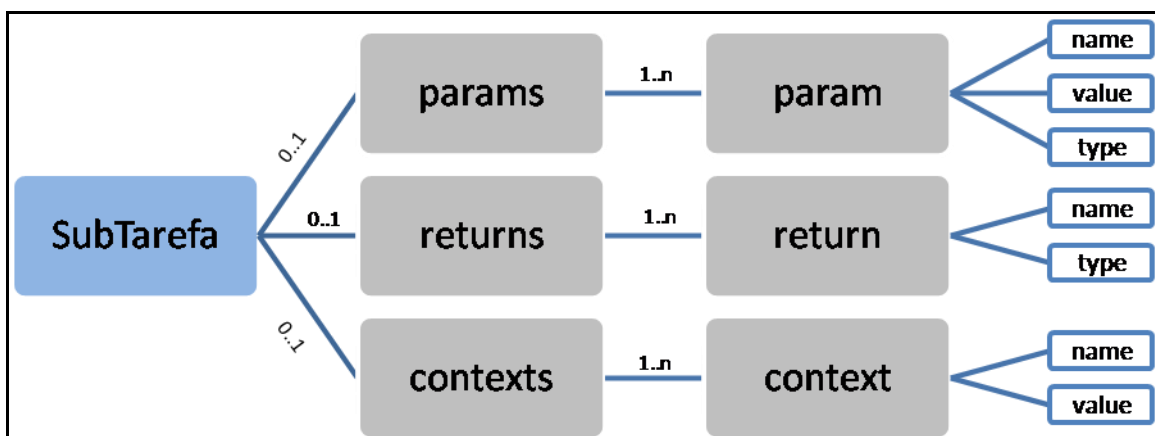 SubTarefa
0..1
params
1..n
param
name
value
type
0..1
returns
1..n
return
name
type
0..1
contexts
1..n
context
name
value